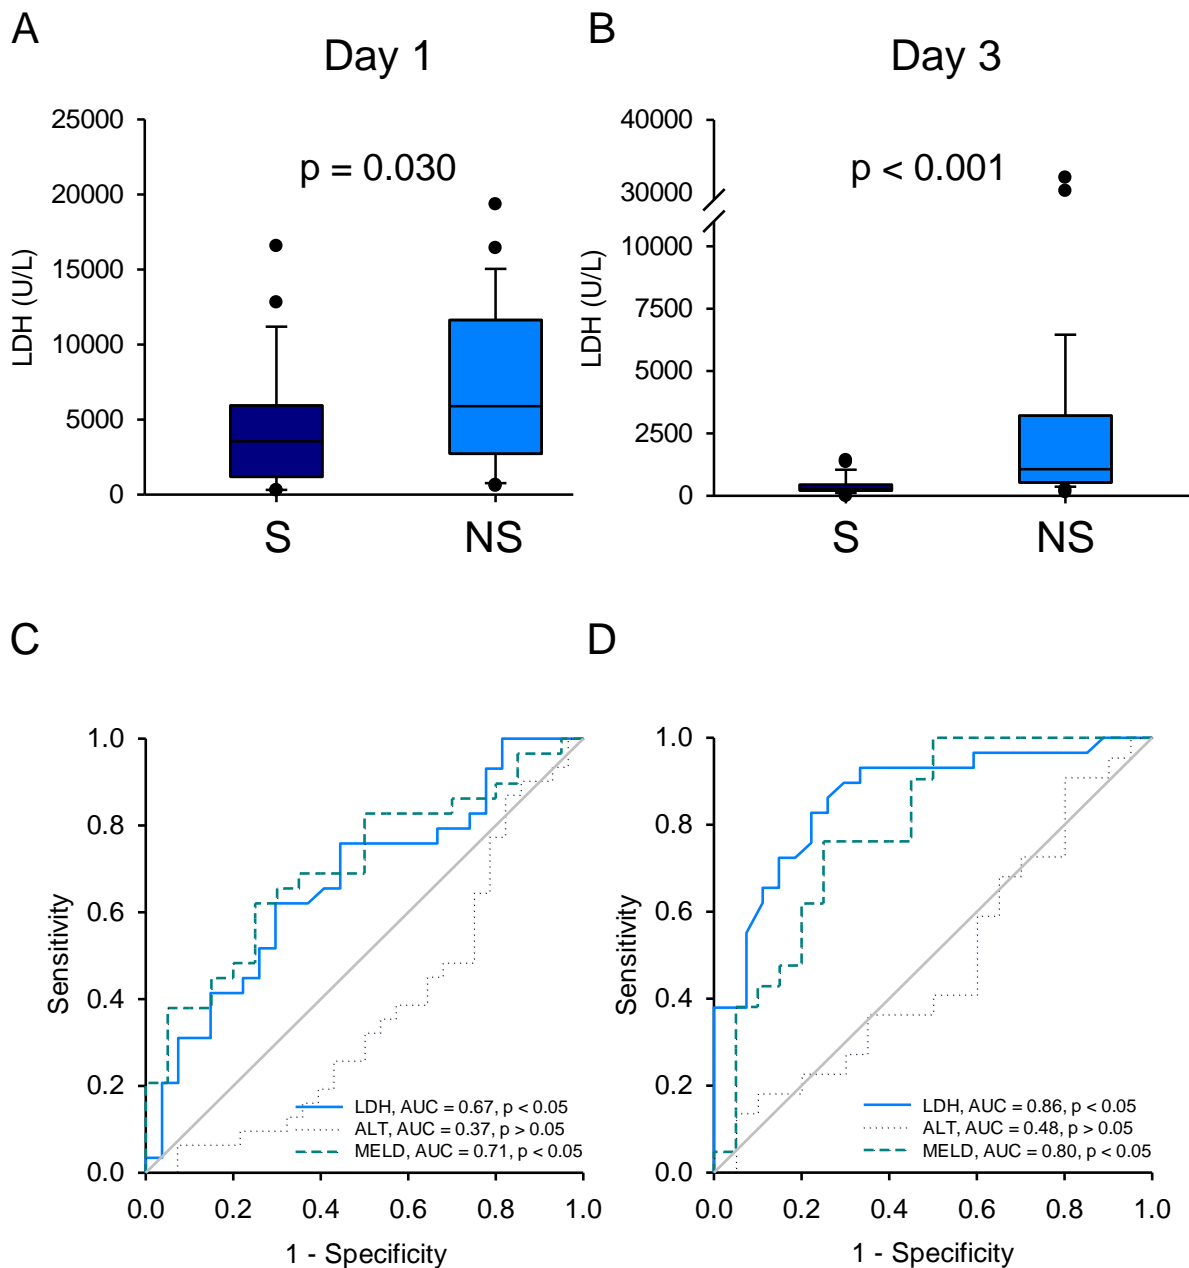 A
Day 1
25000
20000
15000
10000
5000
0
LDH (U/L)
p = 0.030
S
NS
B
Day 3
40000
30000
10000
7500
5000
2500
0
LDH (U/L)
p < 0.001
S
NS
C
1.0
0.8
0.6
0.4
0.2
0.0
Sensitivity
LDH, AUC = 0.67, p < 0.05
ALT, AUC = 0.37, p > 0.05
MELD, AUC = 0.71, p < 0.05
0.0 0.2 0.4 0.6 0.8 1.0
1 - Specificity
D
1.0
0.8
0.6
0.4
0.2
0.0
Sensitivity
LDH, AUC = 0.86, p < 0.05
ALT, AUC = 0.48, p > 0.05
MELD, AUC = 0.80, p < 0.05
0.0 0.2 0.4 0.6 0.8 1.0
1 - Specificity